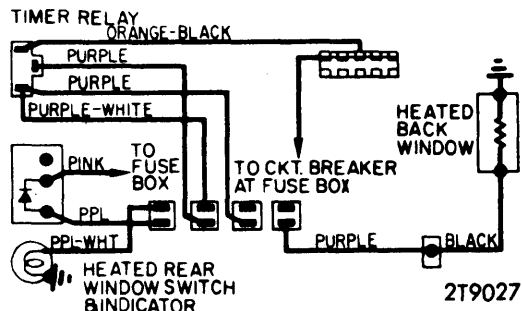 TIMER RELAY
ORANGE-BLACK
PURPLE
PURPLE
PURPLE-WHITE
HEATED
BACK
WINDOW
PINK
TO
FUSE
BOX
TO CKT. BREAKER
AT FUSE BOX
PPL
PPL-WHT
PURPLE
BLACK
HEATED REAR
WINDOW SWITCH
& INDICATOR
2T9027